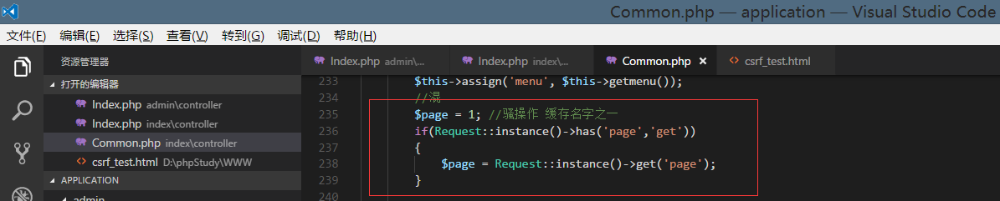 Common.php — application — Visual Studio Code
文件(F) 编辑(E) 选择(S) 查看(V) 转到(G) 调试(D) 帮助(H)
资源管理器
打开的编辑器
Index.php admin\controller
Index.php index\controller
Common.php index\controller
csrf_test.html D:\phpStudy\WWW
APPLICATION
admin
Index.php admin\... Index.php index\... Common.php × csrf_test.html
233 $this->assign('menu', $this->getmenu());
234 //混
235 $page = 1; //骚操作 缓存名字之一
236 if(Request::instance()->has('page','get'))
237 {
238 $page = Request::instance()->get('page');
239 }
240